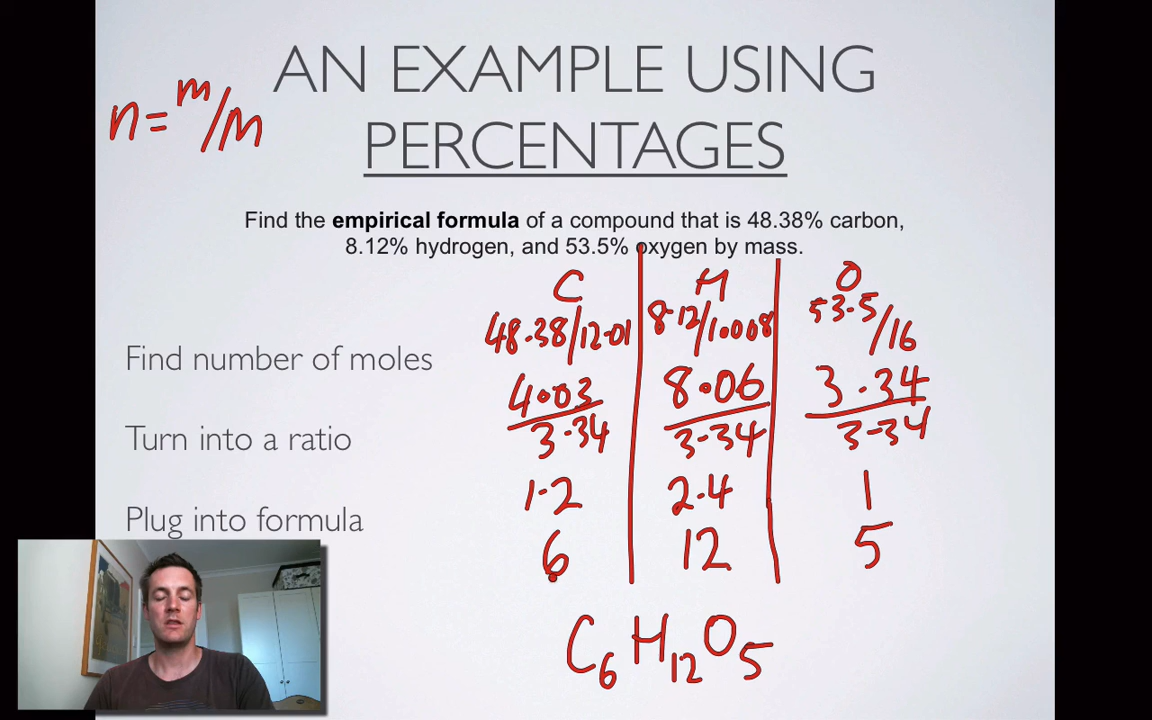 AN EXAMPLE USING
PERCENTAGES
n = m/M
Find the empirical formula of a compound that is 48.38% carbon,
8.12% hydrogen, and 53.5% oxygen by mass.
C H O
48.38/12.01 8.12/1.008 53.5/16
Find number of moles
4.03 8.06 3.34
3.34 3.34 3.34
Turn into a ratio
1.2 2.4 1
Plug into formula
6 12 5
C6H12O5